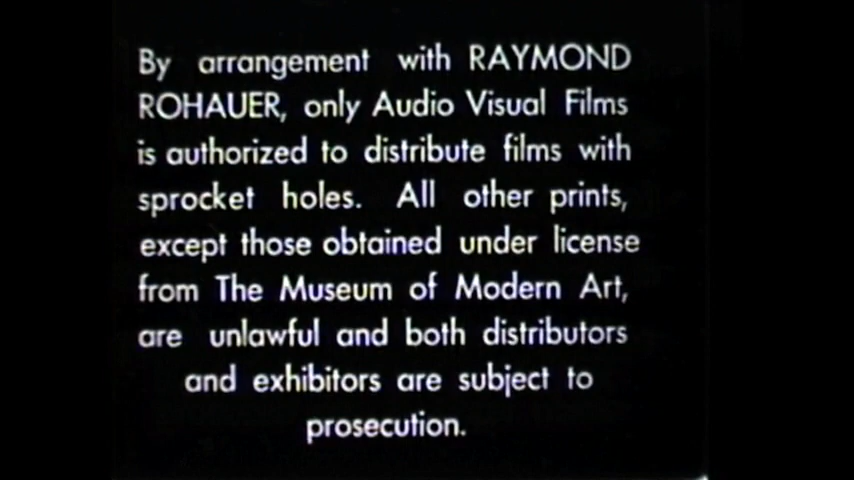 By arrangement with RAYMOND
ROHAUER, only Audio Visual Films
is authorized to distribute films with
sprocket holes. All other prints,
except those obtained under license
from The Museum of Modern Art,
are unlawful and both distributors
and exhibitors are subject to
prosecution.